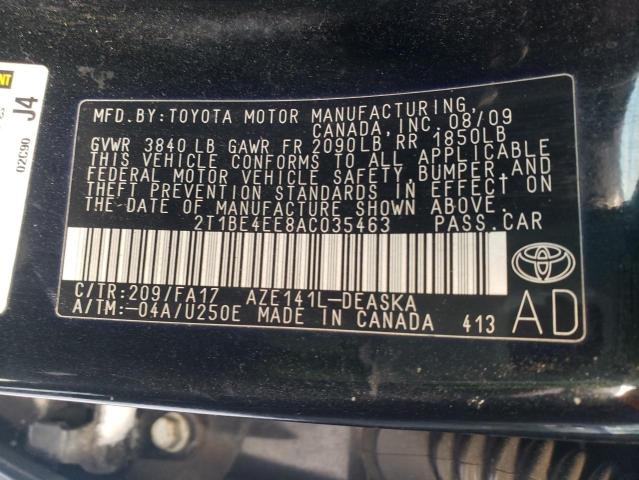 MFD.BY:TOYOTA MOTOR MANUFACTURING,
CANADA, INC. 08/09
GVWR 3840 LB GAWR FR 2090LB RR 1850LB
THIS VEHICLE CONFORMS TO ALL APPLICABLE
FEDERAL MOTOR VEHICLE SAFETY, BUMPER, AND
THEFT PREVENTION STANDARDS IN EFFECT ON
THE DATE OF MANUFACTURE SHOWN ABOVE.
2T1BE4EE8AC035463 PASS.CAR
C/TR:209/FA17 AZE141L-DEASKA
A/TM:-04A/U250E MADE IN CANADA 413
AD
J4
02C90